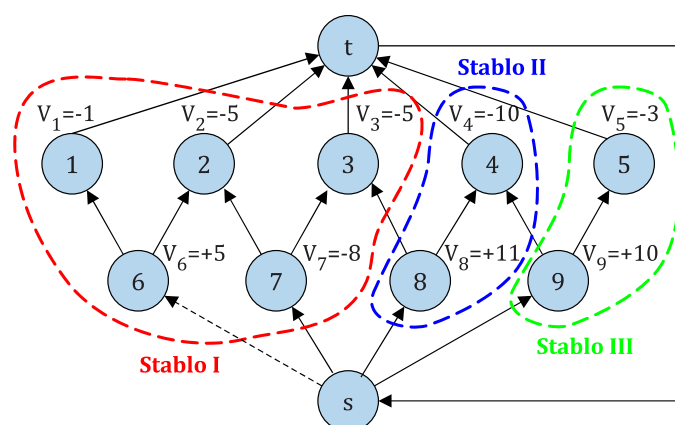 t
Stablo II
V₁=-1
V₂=-5
V₃=-5
V₄=-10
V₅=-3
1
2
3
4
5
V₆=+5
V₇=-8
V₈=+11
V₉=+10
6
7
8
9
Stablo I
Stablo III
s